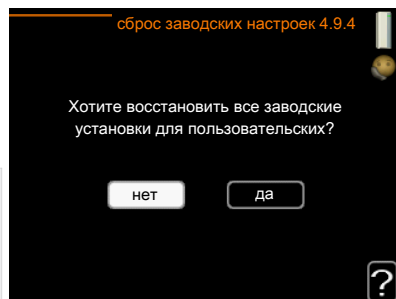 сброс заводских настроек 4.9.4
Хотите восстановить все заводские
установки для пользовательских?
нет
да
?